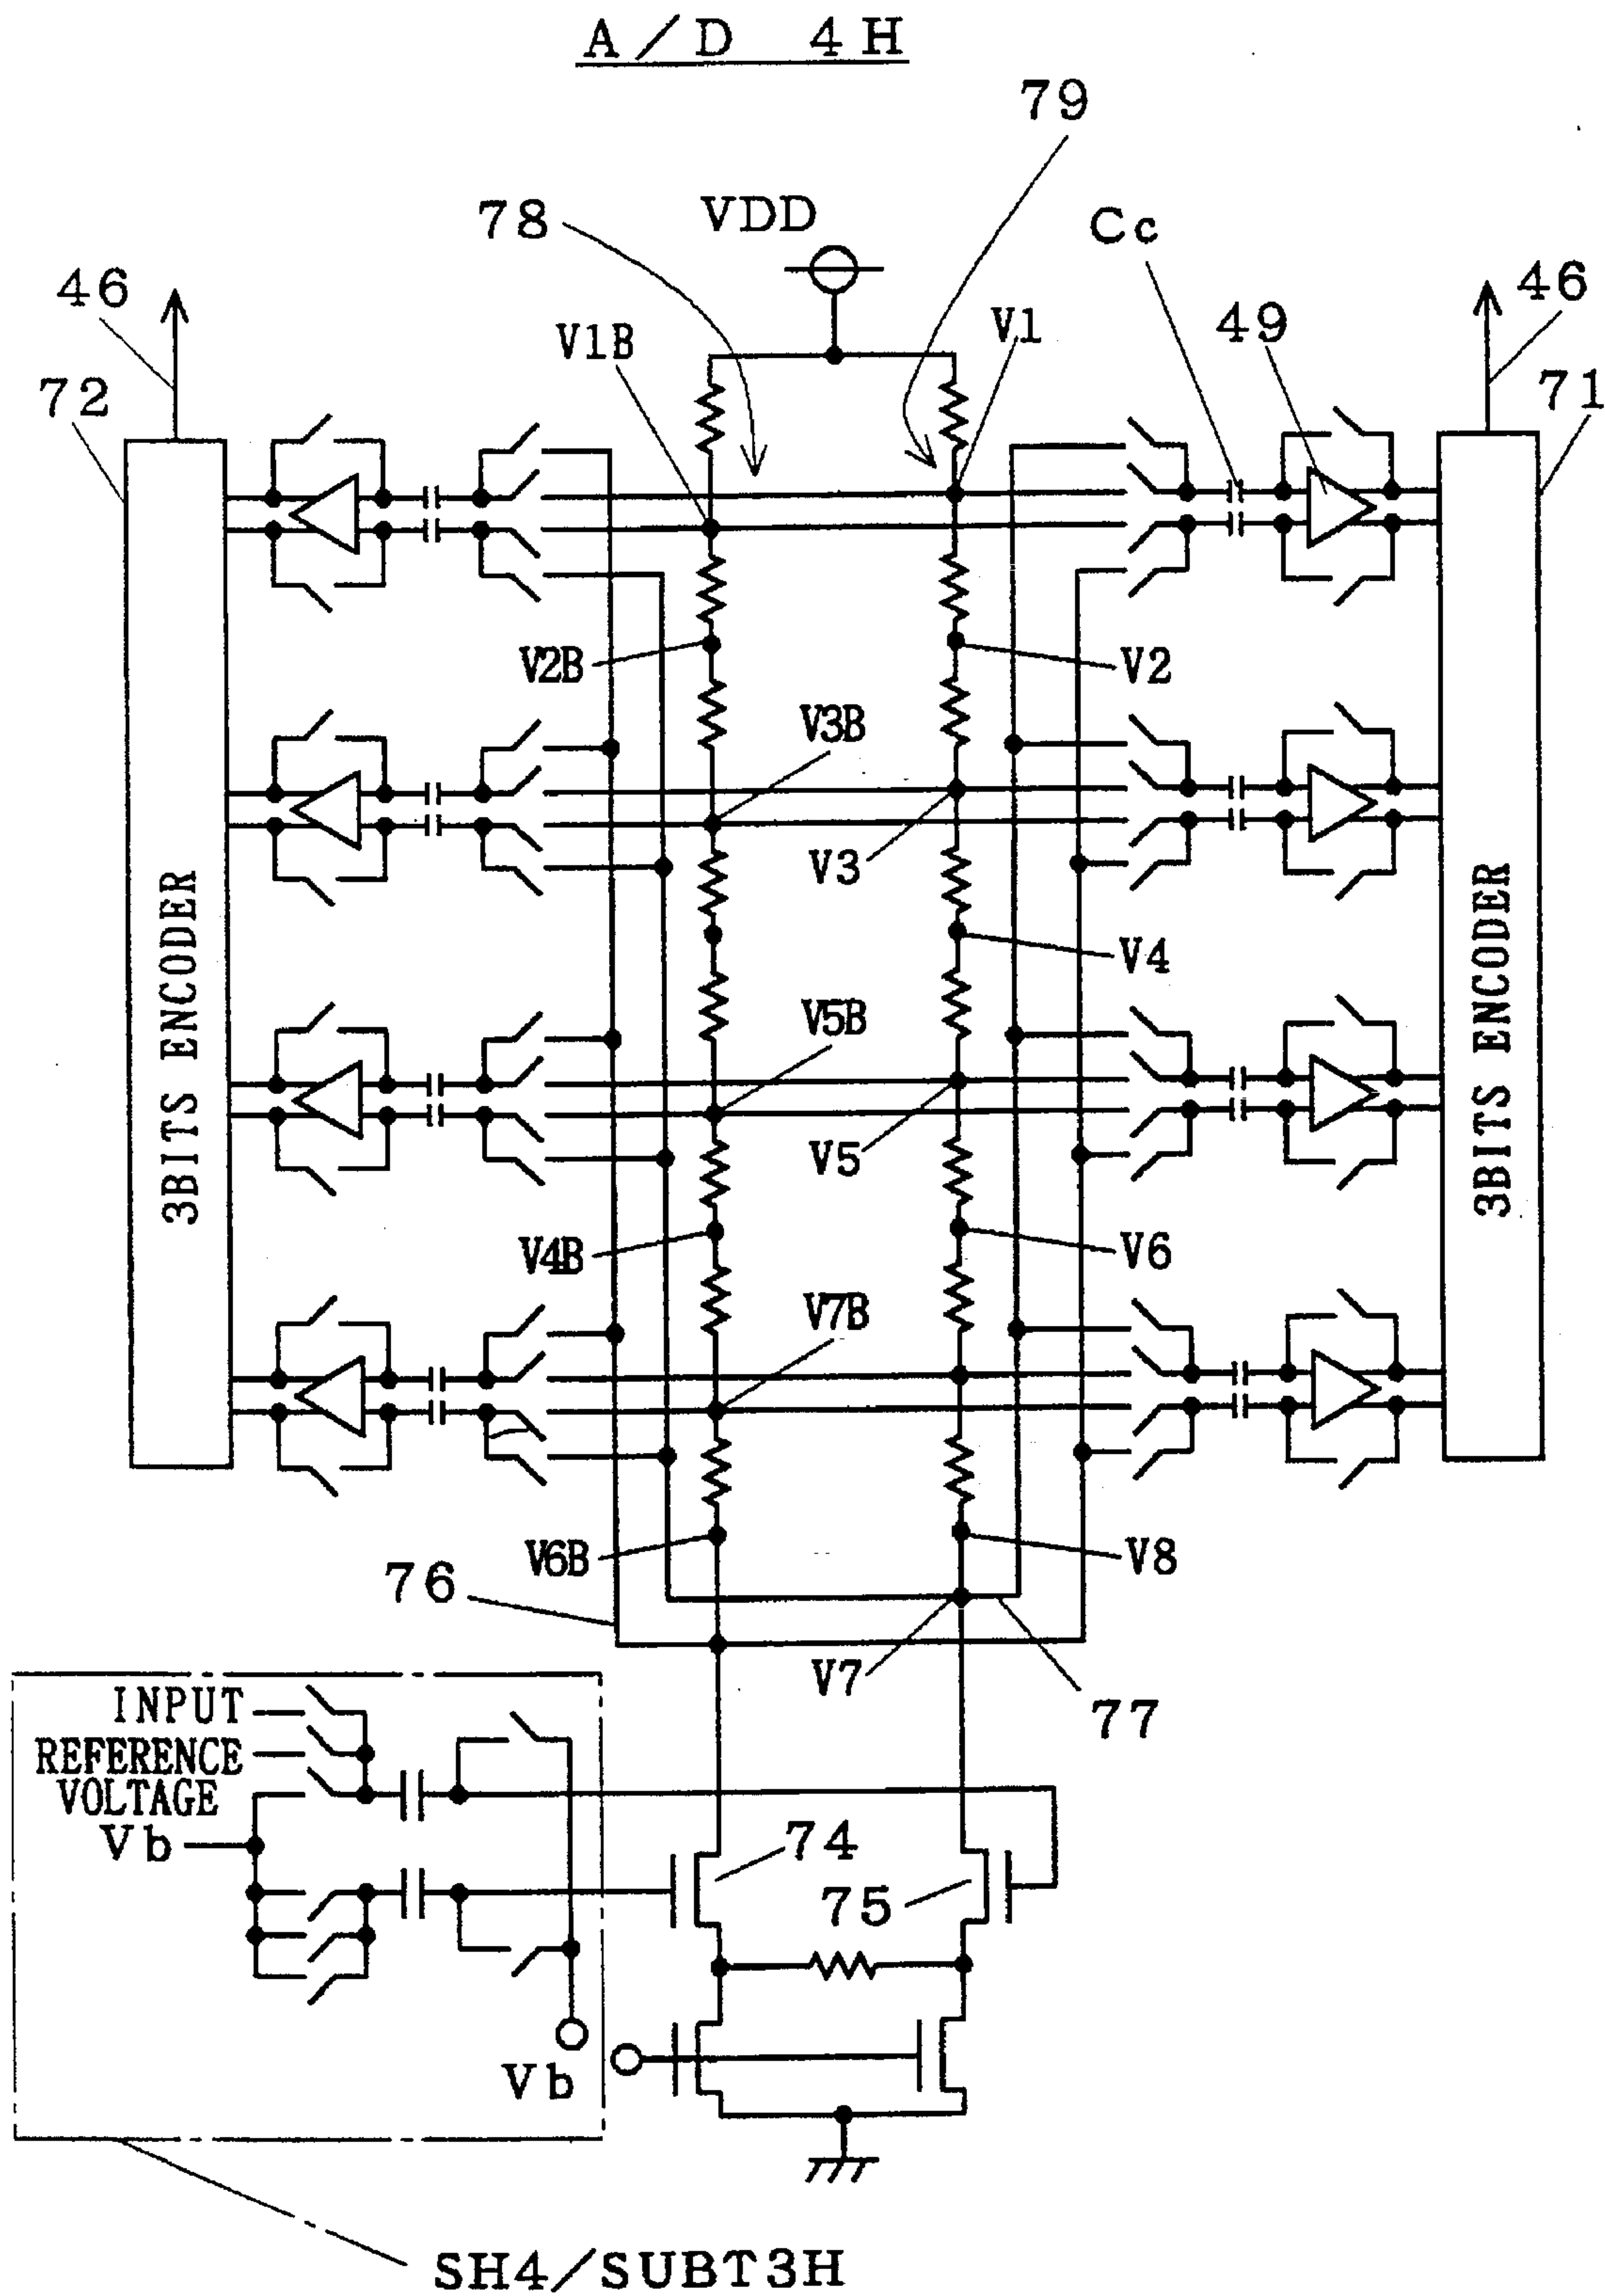 A/D 4H
79
78
VDD
Cc
46
46
V1B
V1
49
72
71
V2B
V2
V3B
V3
V4
3BITS ENCODER
3BITS ENCODER
V5B
V5
V4B
V6
V7B
V6B
V8
76
V7
77
INPUT
REFERENCE
VOLTAGE
Vb
74
75
Vb
SH4/SUBT3H